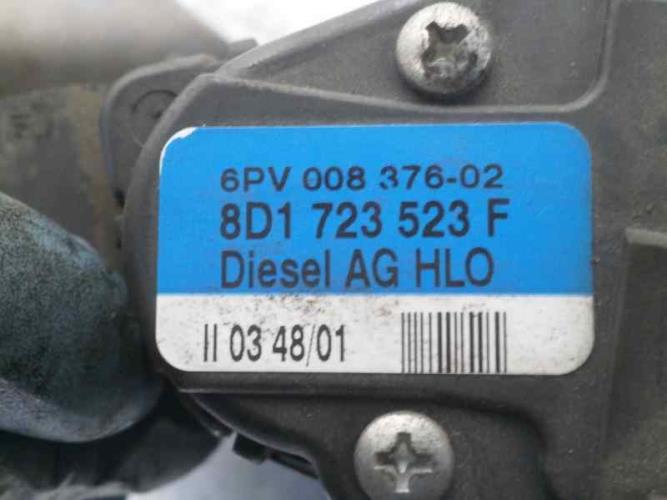 6PV 008 376-02
8D1 723 523 F
Diesel AG HLO
II 03 48/01